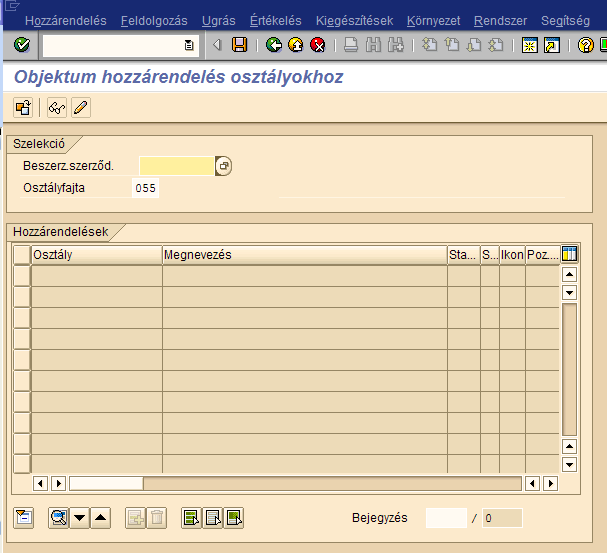 Hozzárendelés Feldolgozás Ugrás Értékelés Kiegészítések Környezet Rendszer Segítség
Objektum hozzárendelés osztályokhoz
Szelekció
Beszerz.szerződ.
Osztályfajta 055
Hozzárendelések
Osztály Megnevezés Sta... S... Ikon Poz....
Bejegyzés / 0